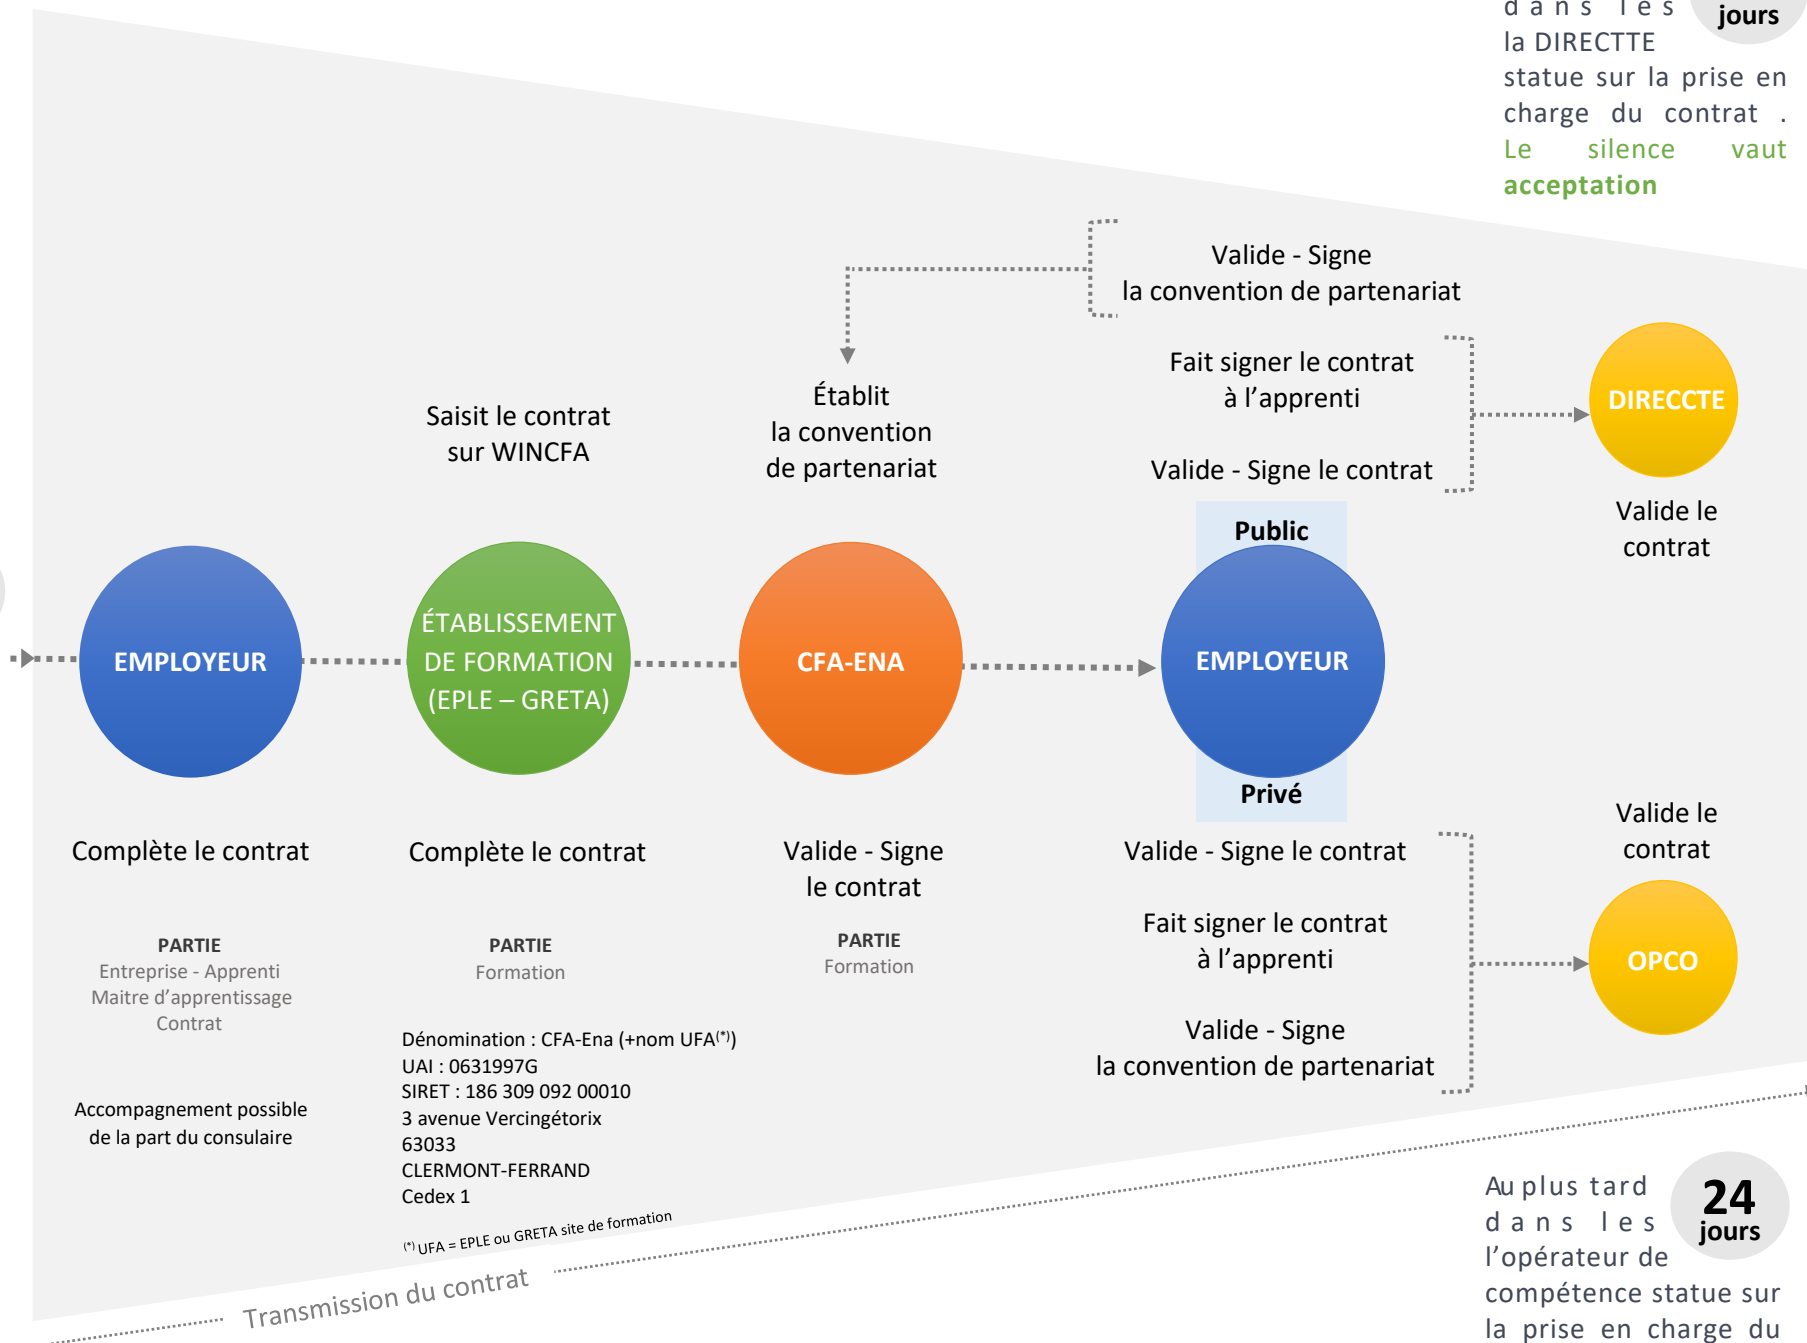 dans les
jours
la DIRECTTE
statue sur la prise en
charge du contrat .
Le silence vaut
acceptation
Valide - Signe
la convention de partenariat
Fait signer le contrat
à l’apprenti
Valide - Signe le contrat
DIRECCTE
Valide le
contrat
Saisit le contrat
sur WINCFA
Établit
la convention
de partenariat
Public
EMPLOYEUR
ÉTABLISSEMENT
DE FORMATION
(EPLE – GRETA)
CFA-ENA
EMPLOYEUR
Privé
Complète le contrat
PARTIE
Entreprise - Apprenti
Maitre d’apprentissage
Contrat
Accompagnement possible
de la part du consulaire
Complète le contrat
PARTIE
Formation
Dénomination : CFA-Ena (+nom UFA(*))
UAI : 0631997G
SIRET : 186 309 092 00010
3 avenue Vercingétorix
63033
CLERMONT-FERRAND
Cedex 1
(*) UFA = EPLE ou GRETA site de formation
Valide - Signe
le contrat
PARTIE
Formation
Valide - Signe le contrat
Fait signer le contrat
à l’apprenti
Valide - Signe
la convention de partenariat
Valide le
contrat
OPCO
Transmission du contrat
Au plus tard
dans les
24
jours
l’opérateur de
compétence statue sur
la prise en charge du